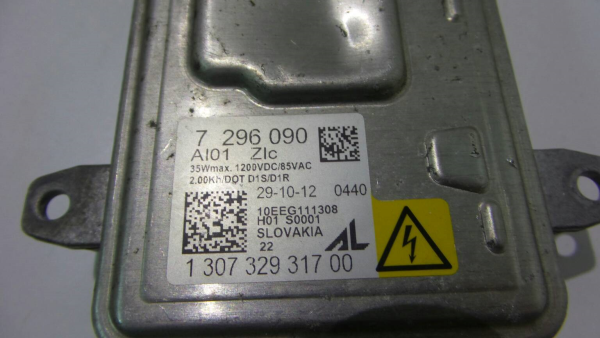 7 296 090
AI01 Zlc
35Wmax. 1200VDC/85VAC
2.00KH/DOT D1S/D1R
29-10-12 0440
10EEG111308
H01 S0001
SLOVAKIA
22 AL
1 307 329 317 00